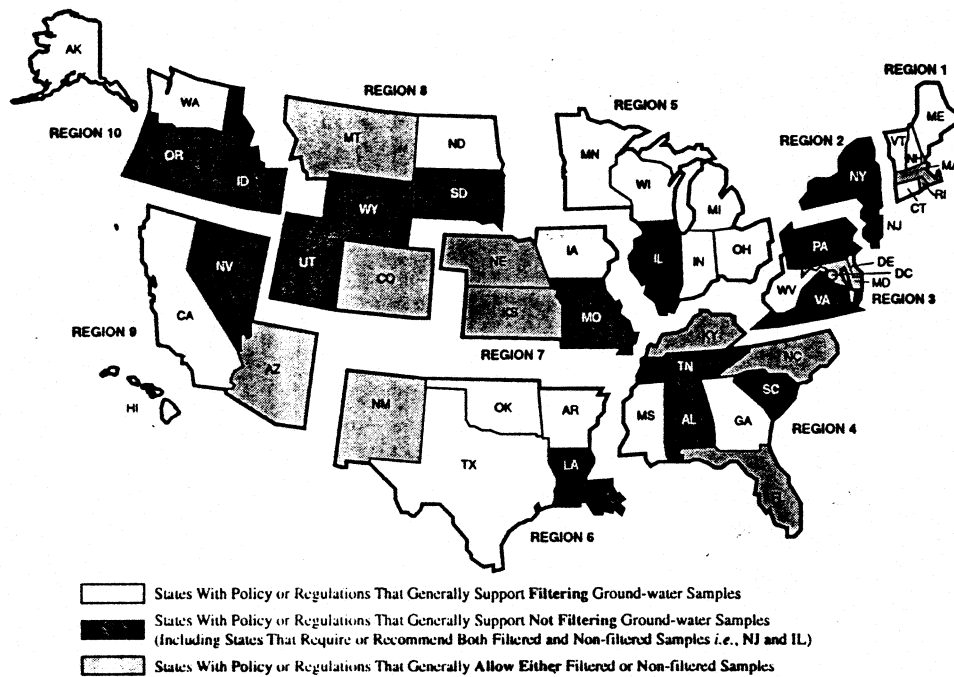 AK
REGION 1
REGION 8
REGION 5
WA
ME
REGION 10
REGION 2
VT
MT
ND
MN
NH
MA
OR
WI
NY
RI
ID
SD
CT
WY
MI
NJ
PA
IA
OH
NV
UT
NE
IL
IN
DE
CO
DC
WV
MD
VA
REGION 3
KS
MO
CA
REGION 9
KY
REGION 7
NC
AZ
TN
SC
HI
NM
OK
AR
MS
AL
GA
REGION 4
TX
LA
FL
REGION 6
States With Policy or Regulations That Generally Support Filtering Ground-water Samples
States With Policy or Regulations That Generally Support Not Filtering Ground-water Samples
(Including States That Require or Recommend Both Filtered and Non-filtered Samples i.e., NJ and IL)
States With Policy or Regulations That Generally Allow Either Filtered or Non-filtered Samples